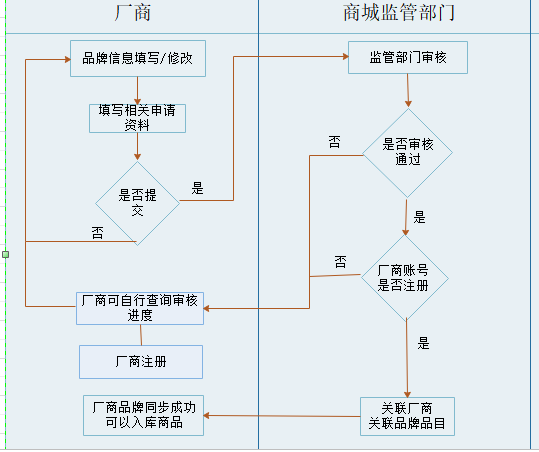 厂商
商城监管部门
品牌信息填写/修改
监管部门审核
填写相关申请
资料
否
是否审核
通过
是否提
交
是
是
否
否
厂商账号
是否注册
厂商可自行查询审核
进度
是
厂商注册
厂商品牌同步成功
可以入库商品
关联厂商
关联品牌品目